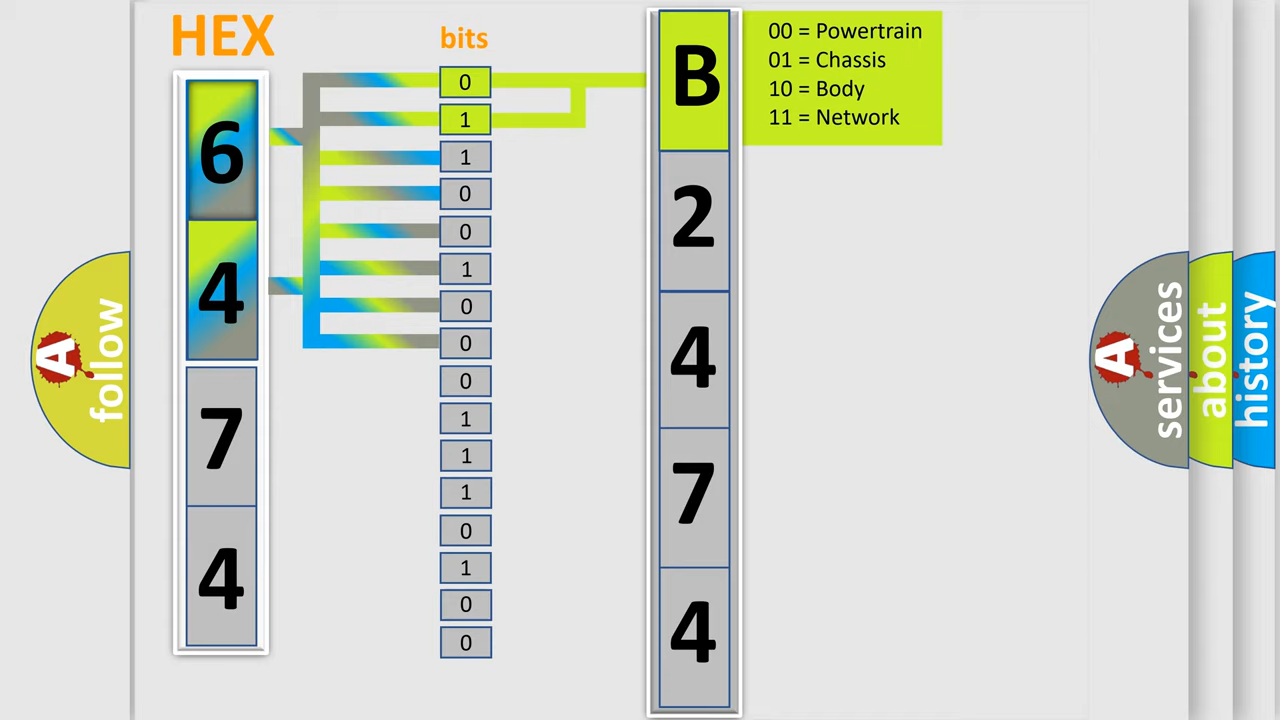 HEX
bits
6
4
7
4
0
1
1
0
0
1
0
0
0
1
1
1
0
1
0
0
B
2
4
7
4
00 = Powertrain
01 = Chassis
10 = Body
11 = Network
A
follow
A
services
about
history